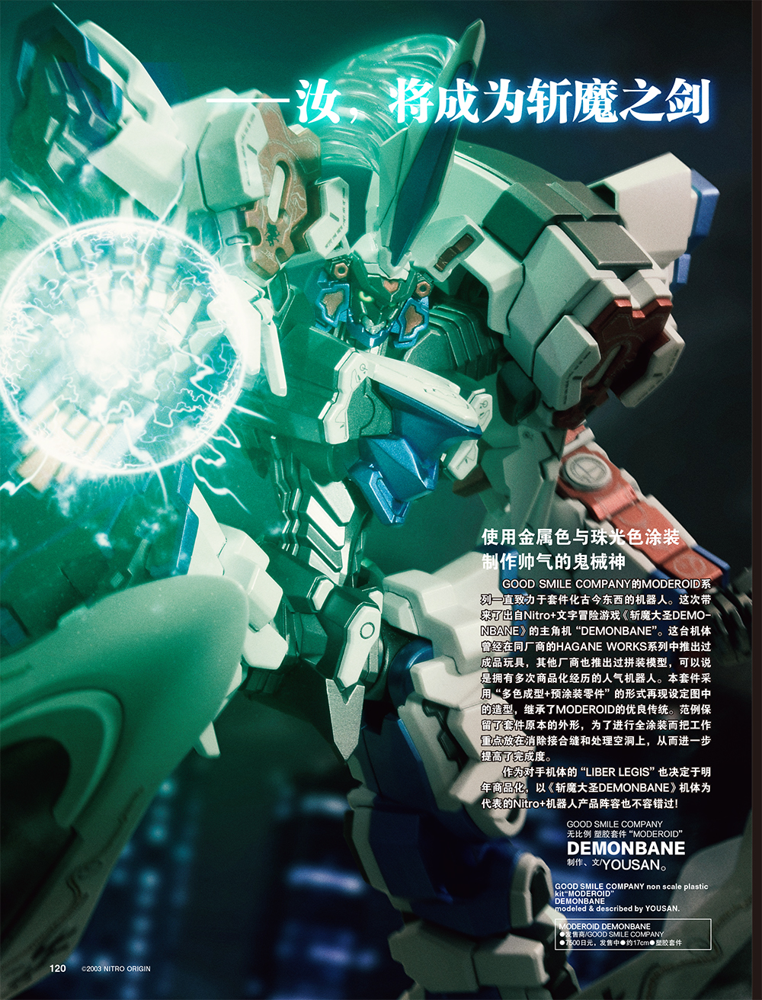 ——汝，将成为斩魔之剑
使用金属色与珠光色涂装
制作帅气的鬼械神
GOOD SMILE COMPANY的MODEROID系
列一直致力于套件化古今东西的机器人。这次带
来了出自Nitro+文字冒险游戏《斩魔大圣DEMO-
NBANE》的主角机“DEMONBANE”。这台机体
曾经在同厂商的HAGANE WORKS系列中推出过
成品玩具，其他厂商也推出过拼装模型，可以说
是拥有多次商品化经历的人气机器人。本套件采
用“多色成型+预涂装零件”的形式再现设定图中
的造型，继承了MODEROID的优良传统。范例保
留了套件原本的外形，为了进行全涂装而把工作
重点放在消除接合缝和处理空洞上，从而进一步
提高了完成度。
作为对手机体的“LIBER LEGIS”也决定于明
年商品化，以《斩魔大圣DEMONBANE》机体为
代表的Nitro+机器人产品阵容也不容错过！
GOOD SMILE COMPANY
无比例 塑胶套件“MODEROID”
DEMONBANE
制作、文/YOUSAN。
GOOD SMILE COMPANY non scale plastic
kit“MODEROID”
DEMONBANE
modeled & described by YOUSAN.
MODEROID DEMONBANE
●发售商/GOOD SMILE COMPANY
●7500日元，发售中●约17cm●塑胶套件
120 ©2003 NITRO ORIGIN